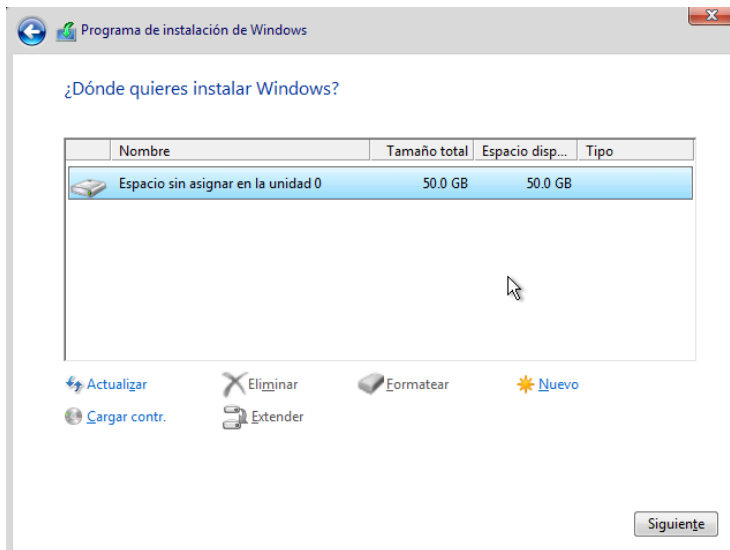 Programa de instalación de Windows
¿Dónde quieres instalar Windows?
Nombre Tamaño total Espacio disp... Tipo
Espacio sin asignar en la unidad 0 50.0 GB 50.0 GB
Actualizar Eliminar Formatear Nuevo
Cargar contr. Extender
Siguiente